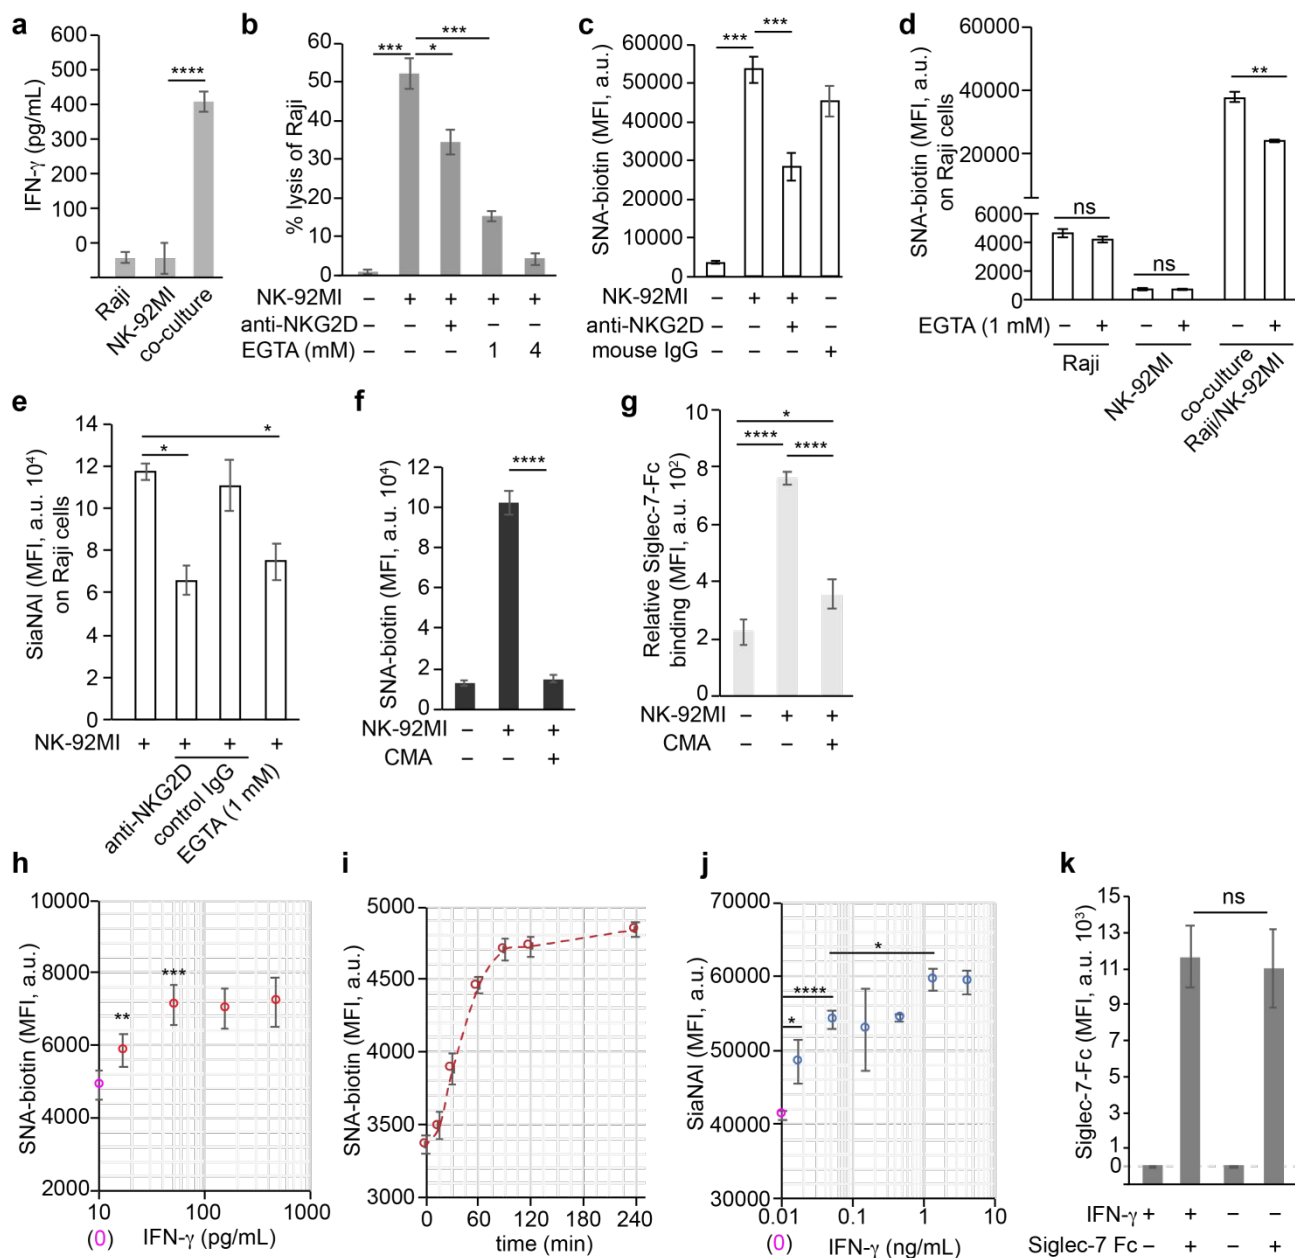 a
IFN-γ (pg/mL)
600
500
400
300
200
100
0
100
****
Raji
NK-92MI
co-culture
b
% lysis of Raji
60
50
40
30
20
10
0
***
***
*
NK-92MI – + + + +
anti-NKG2D – – + – –
EGTA (mM) – – – 1 4
c
SNA-biotin (MFI, a.u.)
60000
50000
40000
30000
20000
10000
0
***
***
NK-92MI – + + –
anti-NKG2D – – + –
mouse IgG – – – +
d
SNA-biotin (MFI, a.u.)
on Raji cells
60000
40000
20000
6000
4000
2000
0
ns
ns
**
EGTA (1 mM) – + – + – +
Raji
NK-92MI
co-culture
Raji/NK-92MI
e
SiaNAl (MFI, a.u. 10⁴)
on Raji cells
14
12
10
8
6
4
2
0
*
*
NK-92MI + + + +
anti-NKG2D
control IgG
EGTA (1 mM)
f
SNA-biotin (MFI, a.u. 10⁴)
12
10
8
6
4
2
0
****
NK-92MI – + +
CMA – – +
g
Relative Siglec-7-Fc
binding (MFI, a.u. 10²)
10
8
6
4
2
0
*
****
****
NK-92MI – + +
CMA – – +
h
SNA-biotin (MFI, a.u.)
10000
8000
6000
4000
2000
**
***
10 100 1000
(0)
IFN-γ (pg/mL)
i
SNA-biotin (MFI, a.u.)
5000
4500
4000
3500
3000
0 60 120 180 240
time (min)
j
SiaNAl (MFI, a.u.)
70000
60000
50000
40000
30000
*
****
*
0.01 0.1 1 10
(0)
IFN-γ (ng/mL)
k
Siglec-7-Fc (MFI, a.u. 10³)
15
13
11
9
7
5
3
1
0
ns
IFN-γ + + – –
Siglec-7 Fc – + – +